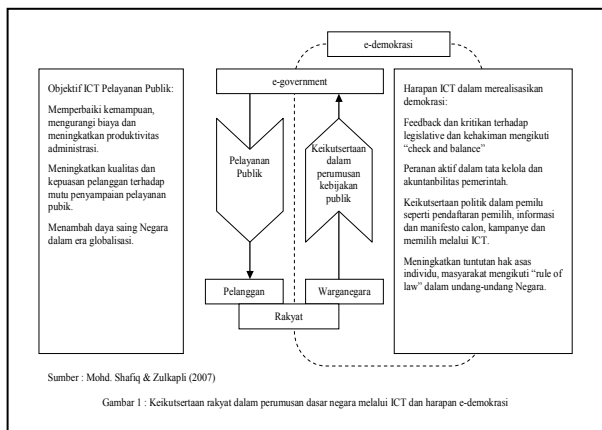 e-demokrasi
Objektif ICT Pelayanan Publik:
Memperbaiki kemampuan,
mengurangi biaya dan
meningkatkan produktivitas
administrasi.
Meningkatkan kualitas dan
kepuasan pelanggan terhadap
mutu penyampaian pelayanan
pubik.
Menambah daya saing Negara
dalam era globalisasi.
e-government
Pelayanan
Publik
Keikutsertaan
dalam
perumusan
kebijakan
publik
Pelanggan
Warganegara
Rakyat
Harapan ICT dalam merealisasikan
demokrasi:
Feedback dan kritikan terhadap
legislative dan kehakiman mengikuti
“check and balance”
Peranan aktif dalam tata kelola dan
akuntanbilitas pemerintah.
Keikutsertaan politik dalam pemilu
seperti pendaftaran pemilih, informasi
dan manifesto calon, kampanye dan
memilih melalui ICT.
Meningkatkan tuntutan hak asas
individu, masyarakat mengikuti “rule of
law” dalam undang-undang Negara.
Sumber : Mohd. Shafiq & Zulkapli (2007)
Gambar 1 : Keikutsertaan rakyat dalam perumusan dasar negara melalui ICT dan harapan e-demokrasi